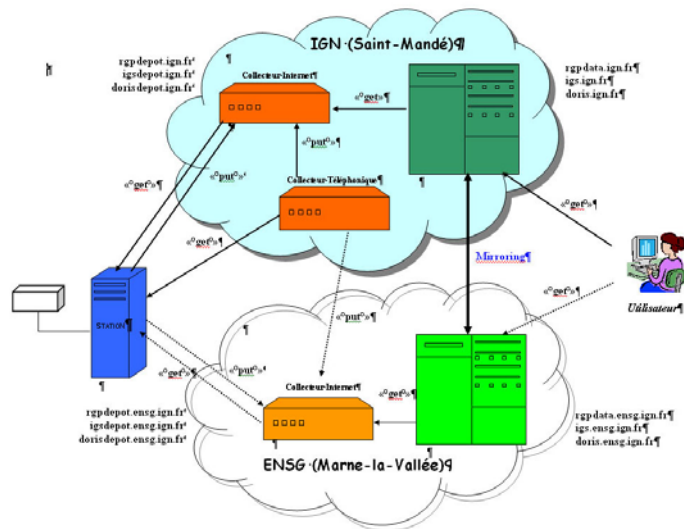 IGN·(Saint-Mandé)¶
¶
rgpdepot.ign.fr
igsdepot.ign.fr
dorisdepot.ign.fr
¶
Collecteur-Internet¶
rgpdata.ign.fr¶
igs.ign.fr¶
doris.ign.fr¶
«°get°»¶
«°put°»¶
Collecteur-Téléphonique¶
¶
«°get°»¶
«°put°»
«°get°»¶
«°get°»¶
Mirroring¶
Utilisateur¶
«°get°»¶
STATION¶
¶
«°put°»¶
¶
«°get°»¶
«°put°»
Collecteur-Internet¶
«°get°»¶
rgpdepot.ensg.ign.fr
igsdepot.ensg.ign.fr
dorisdepot.ensg.ign.fr
¶
rgpdata.ensg.ign.fr¶
igs.ensg.ign.fr¶
doris.ensg.ign.fr¶
ENSG·(Marne-la-Vallée)¶